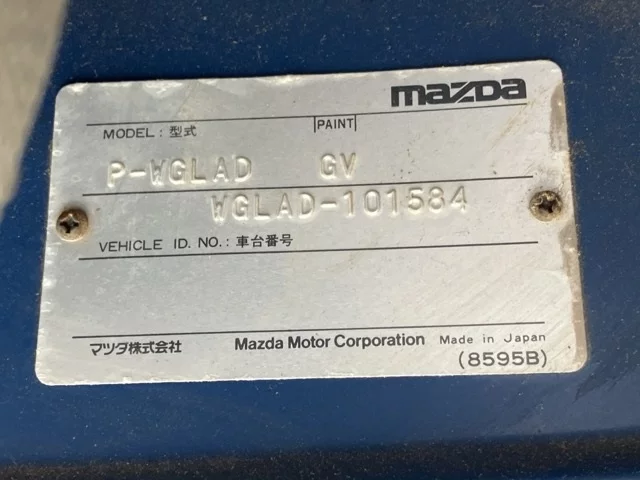 mazda
MODEL : 型式 PAINT
P-WGLAD GV
WGLAD-101584
VEHICLE ID. NO. : 車台番号
マツダ株式会社 Mazda Motor Corporation Made in Japan
(8595B)